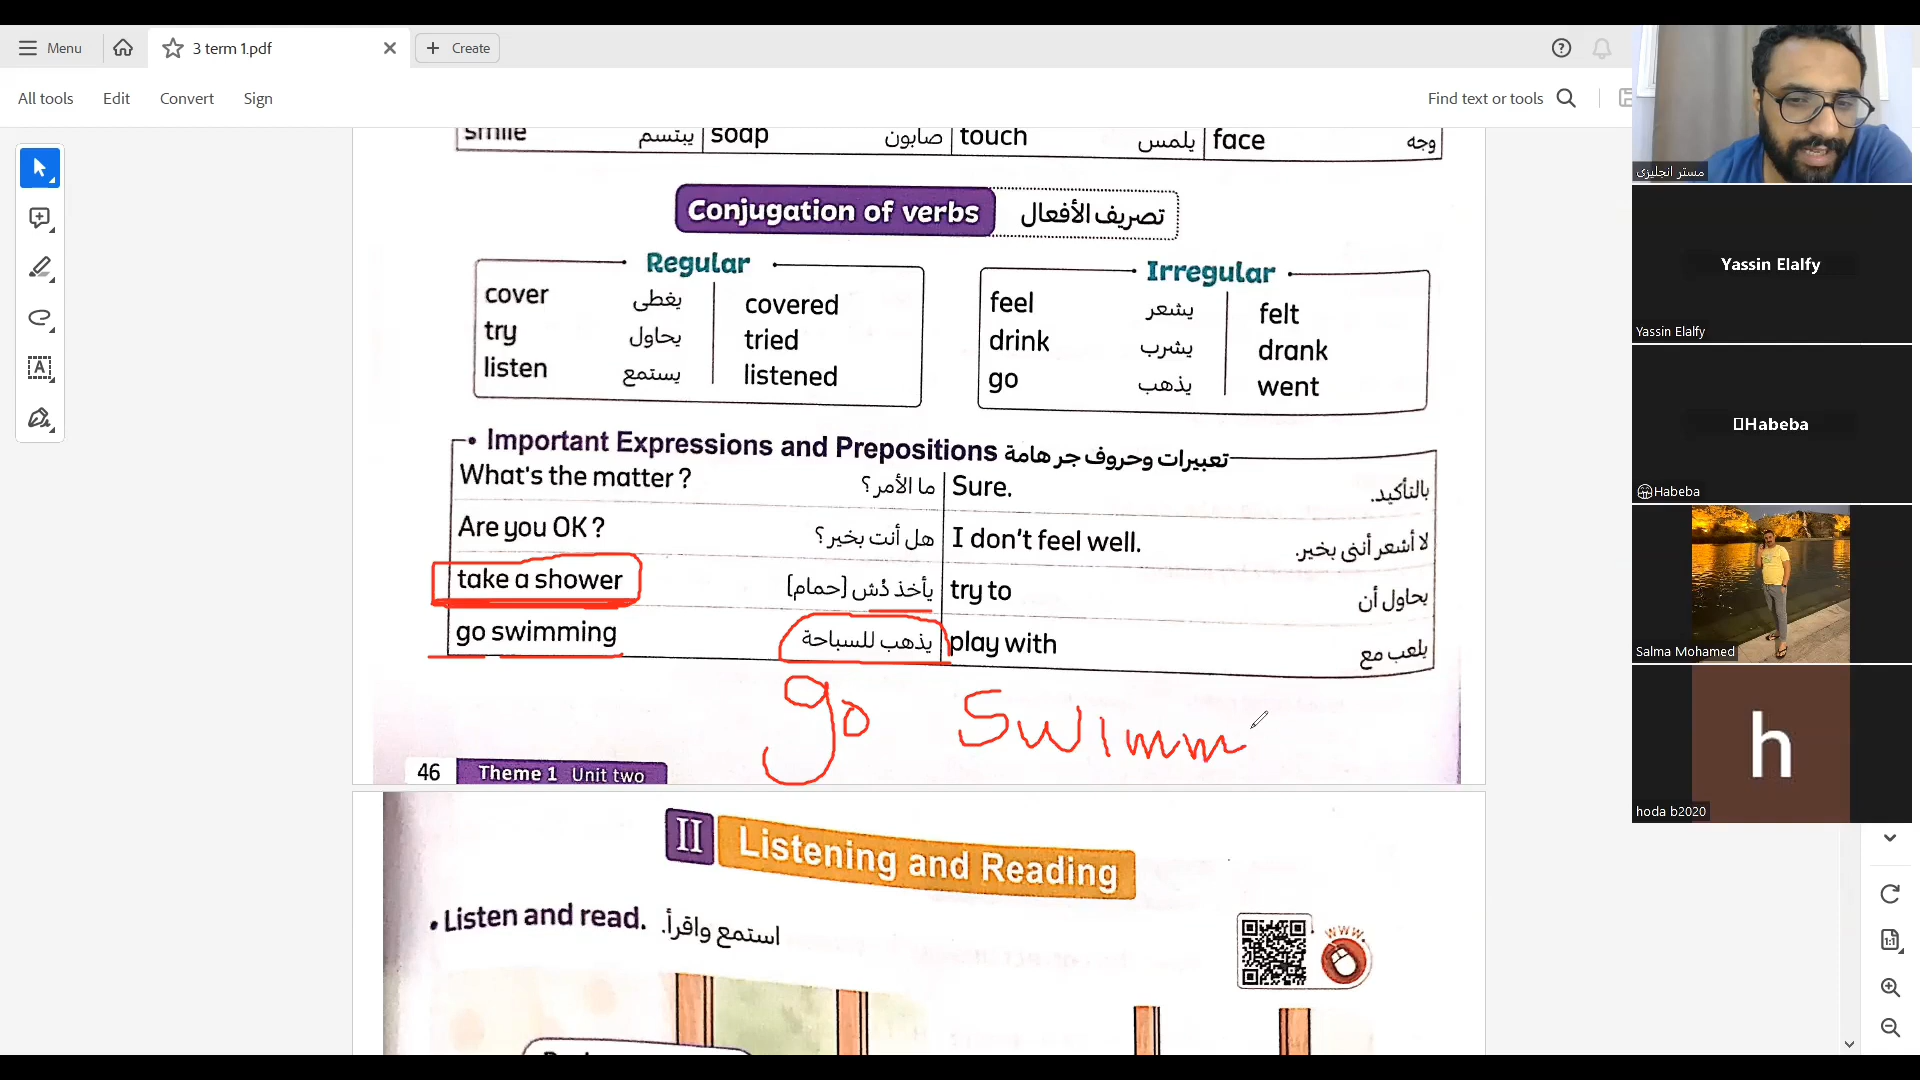 Menu
3 term 1.pdf
Create
All tools
Edit
Convert
Sign
Find text or tools
smile يبتسم soap صابون touch يلمس face وجه
Conjugation of verbs تصريف الأفعال
Regular
cover يغطى covered
try يحاول tried
listen يستمع listened
Irregular
feel يشعر felt
drink يشرب drank
go يذهب went
• Important Expressions and Prepositions تعبيرات وحروف جر هامة
What's the matter ? ما الأمر؟ Sure. بالتأكيد.
Are you OK ? هل أنت بخير؟ I don't feel well. لا أشعر أننى بخير.
take a shower يأخذ دُش [حمام] try to يحاول أن
go swimming يذهب للسباحة play with يلعب مع
go swimm
46 Theme 1 Unit two
II Listening and Reading
• Listen and read. استمع واقرأ.
www.
مستر انجليزى
Yassin Elalfy
Yassin Elalfy
Habeba
Habeba
Salma Mohamed
h
hoda b2020
1:1